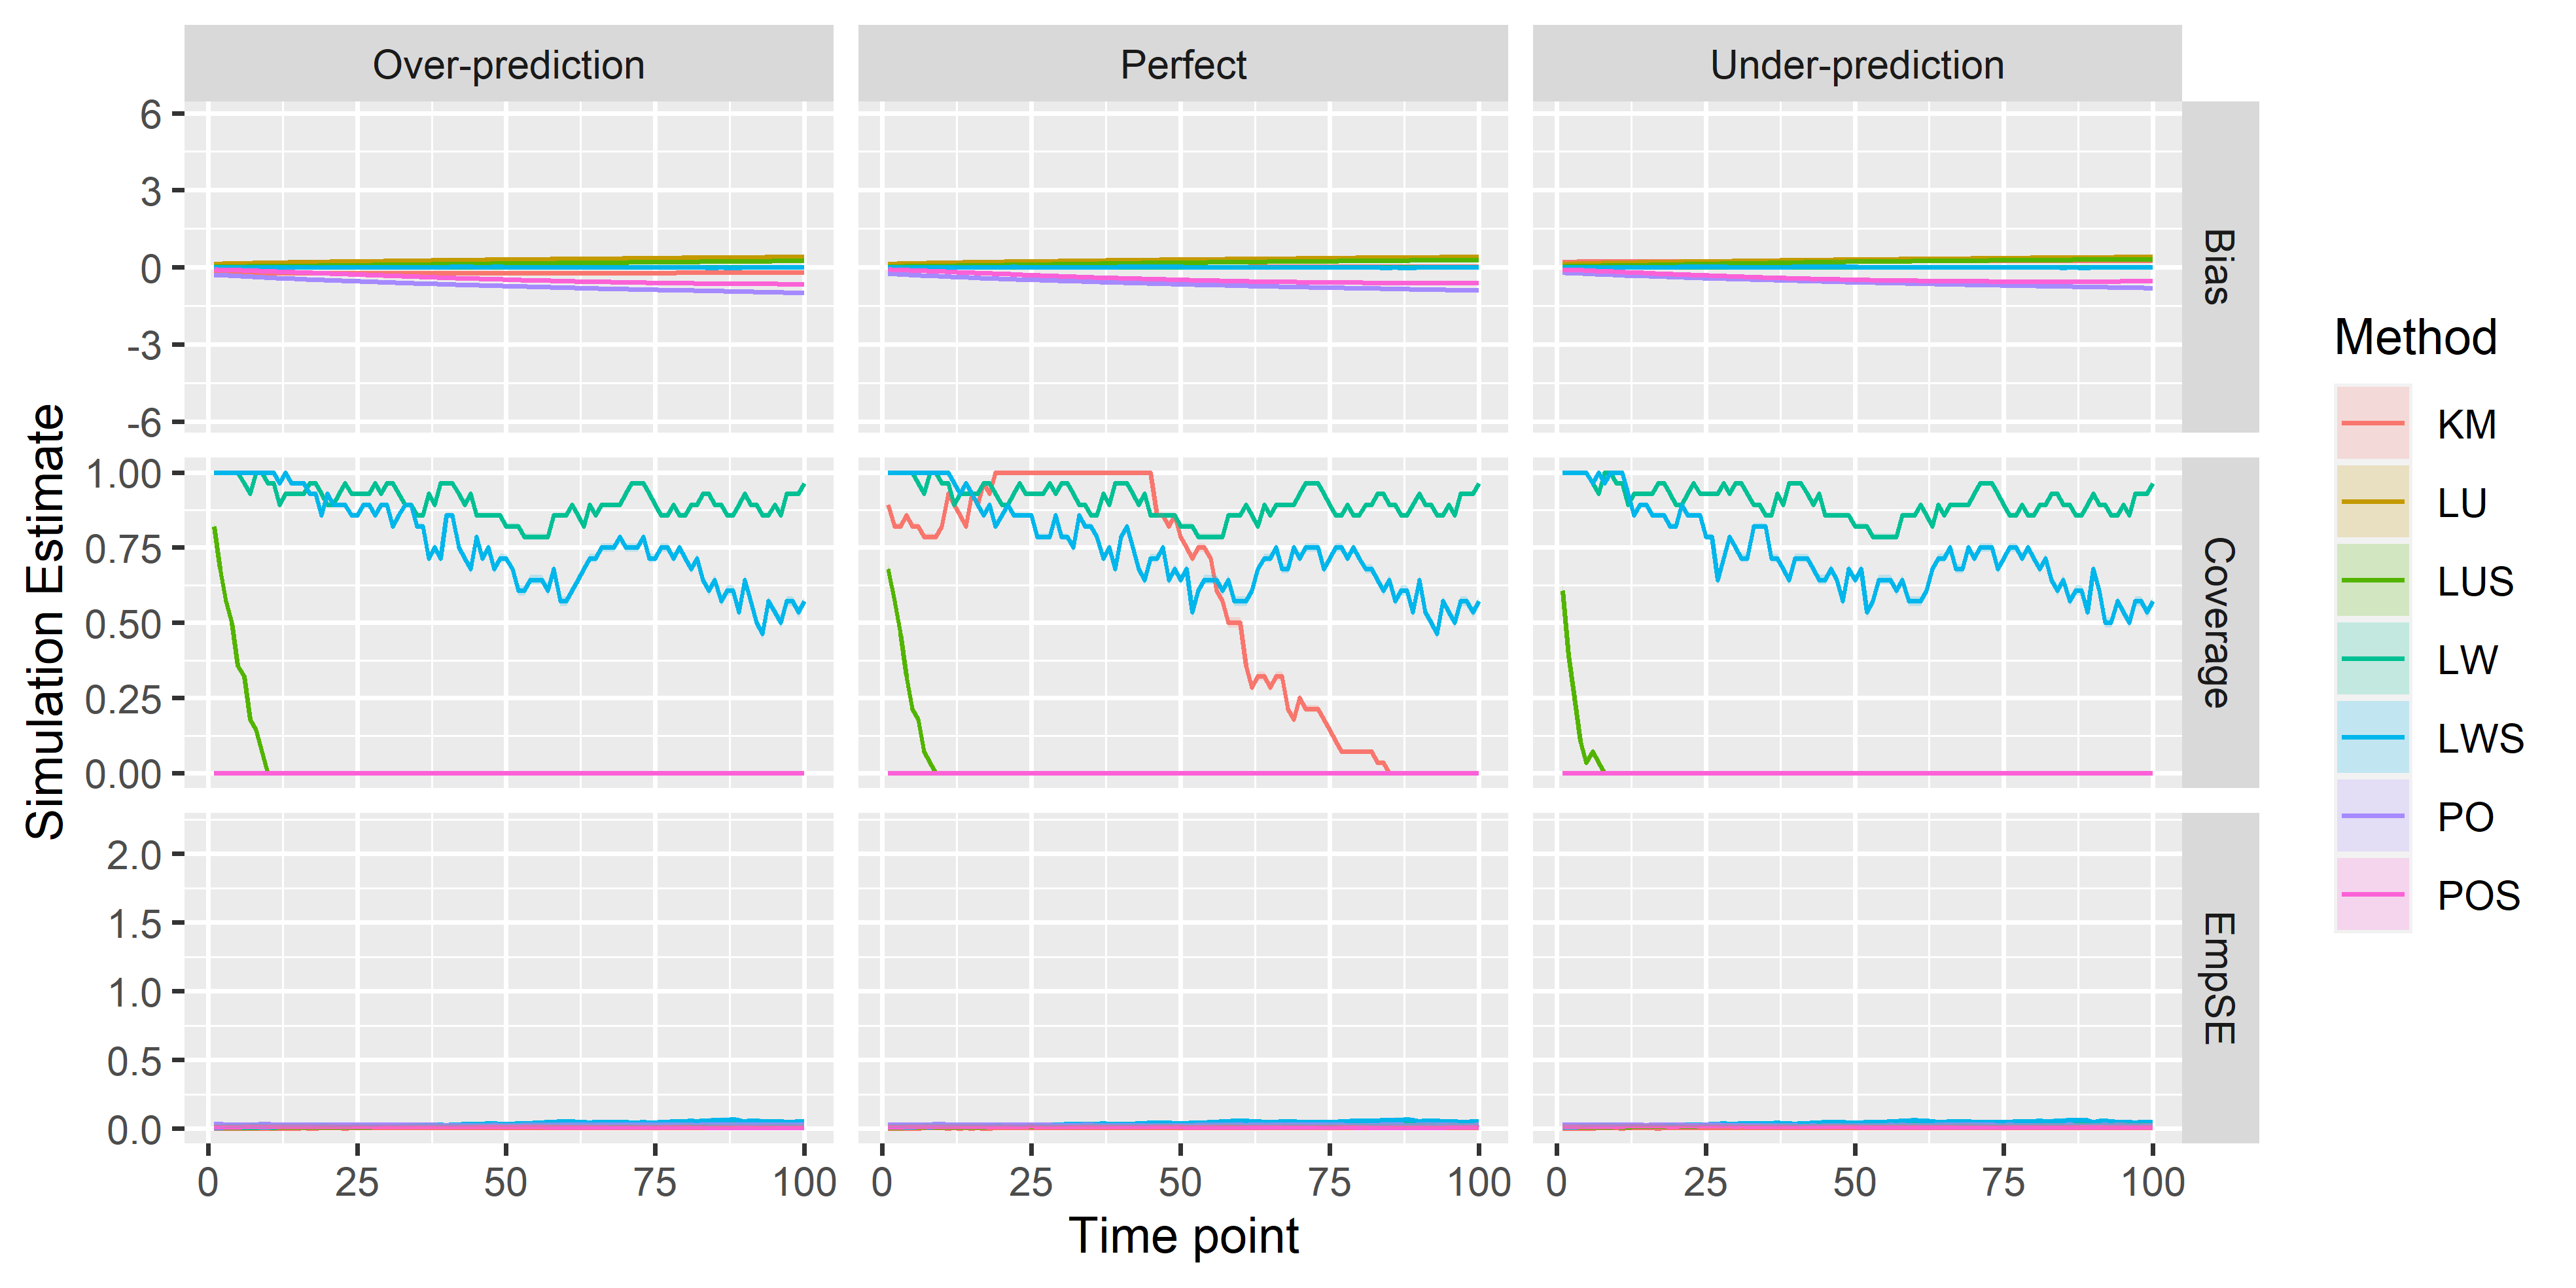 Over-prediction
Perfect
Under-prediction
Simulation Estimate
6
3
0
-3
-6
Bias
1.00
0.75
0.50
0.25
0.00
Coverage
2.0
1.5
1.0
0.5
0.0
EmpSE
0 25 50 75 100
0 25 50 75 100
0 25 50 75 100
Time point
Method
KM
LU
LUS
LW
LWS
PO
POS